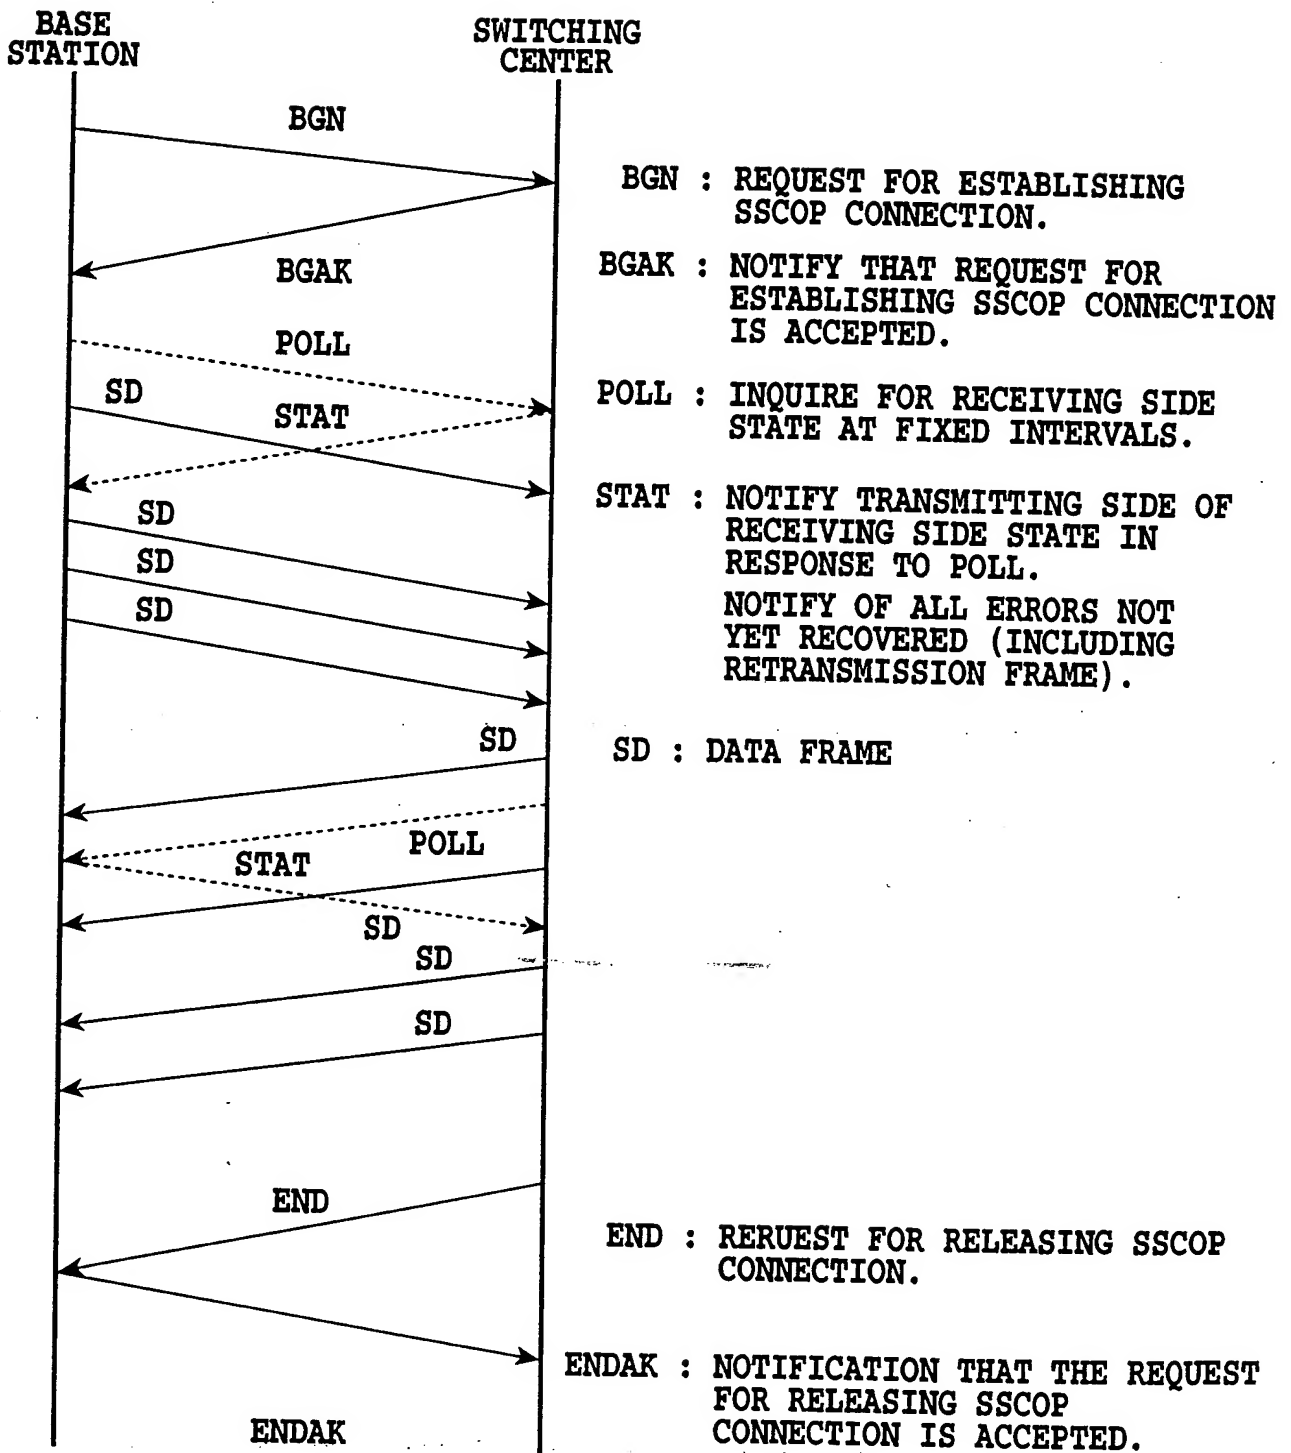 BASE
STATION
SWITCHING
CENTER
BGN
BGN : REQUEST FOR ESTABLISHING
SSCOP CONNECTION.
BGAK
BGAK : NOTIFY THAT REQUEST FOR
ESTABLISHING SSCOP CONNECTION
IS ACCEPTED.
POLL
SD
STAT
POLL : INQUIRE FOR RECEIVING SIDE
STATE AT FIXED INTERVALS.
STAT : NOTIFY TRANSMITTING SIDE OF
RECEIVING SIDE STATE IN
RESPONSE TO POLL.
NOTIFY OF ALL ERRORS NOT
YET RECOVERED (INCLUDING
RETRANSMISSION FRAME).
SD
SD
SD
SD
SD : DATA FRAME
POLL
STAT
SD
SD
SD
END
END : RERUEST FOR RELEASING SSCOP
CONNECTION.
ENDAK : NOTIFICATION THAT THE REQUEST
FOR RELEASING SSCOP
CONNECTION IS ACCEPTED.
ENDAK